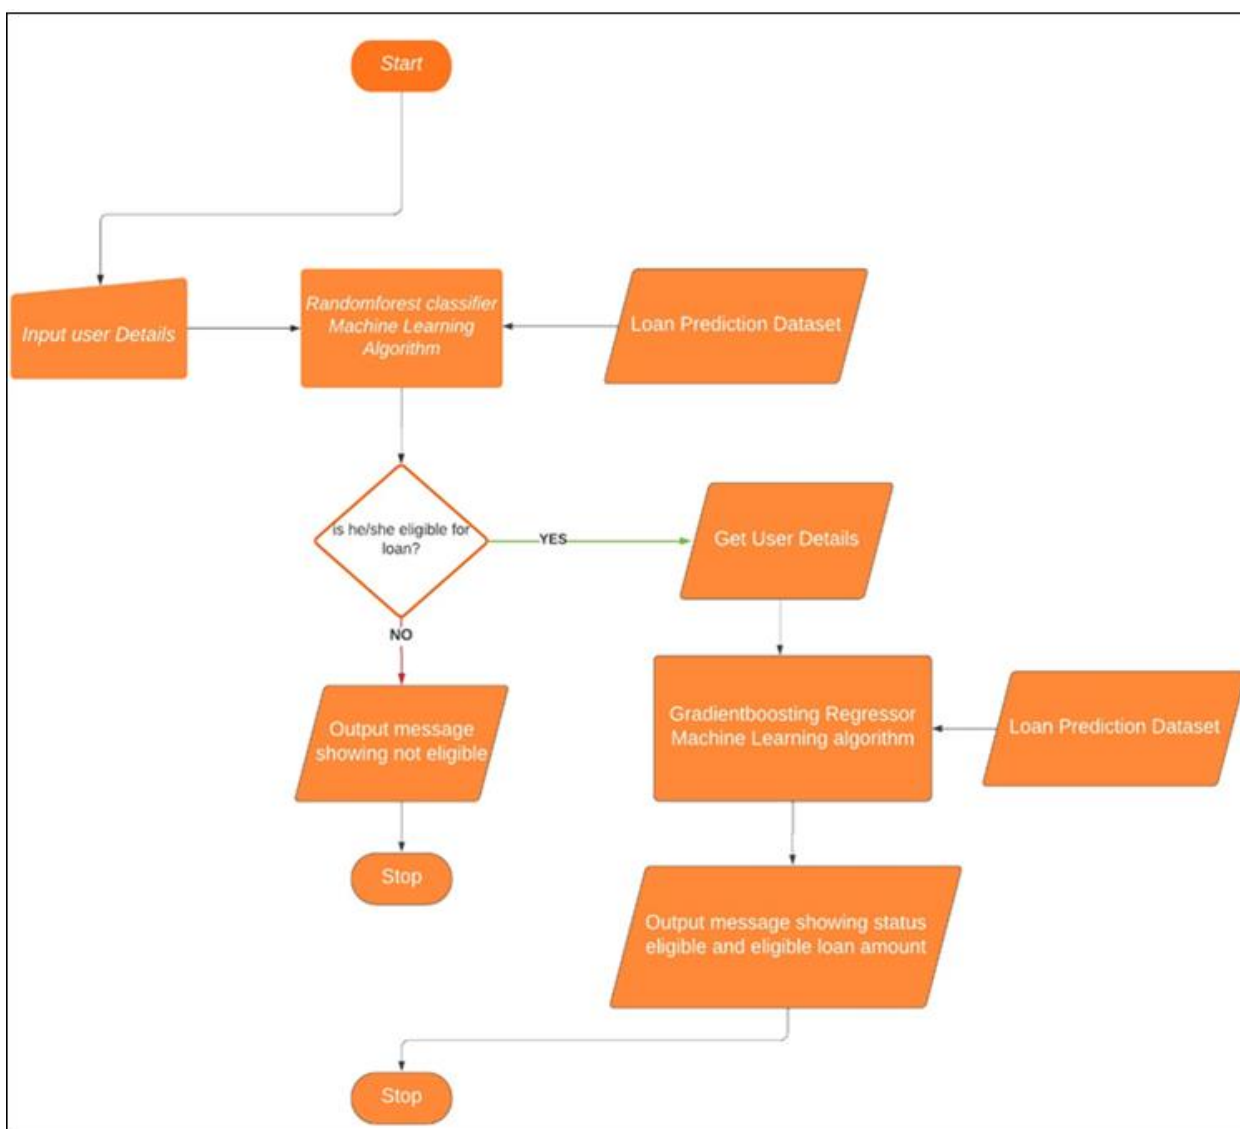 Start
Input user Details
Randomforest classifier
Machine Learning
Algorithm
Loan Prediction Dataset
is he/she eligible for
loan?
YES
Get User Details
NO
Output message
showing not eligible
Gradientboosting Regressor
Machine Learning algorithm
Loan Prediction Dataset
Stop
Output message showing status
eligible and eligible loan amount
Stop